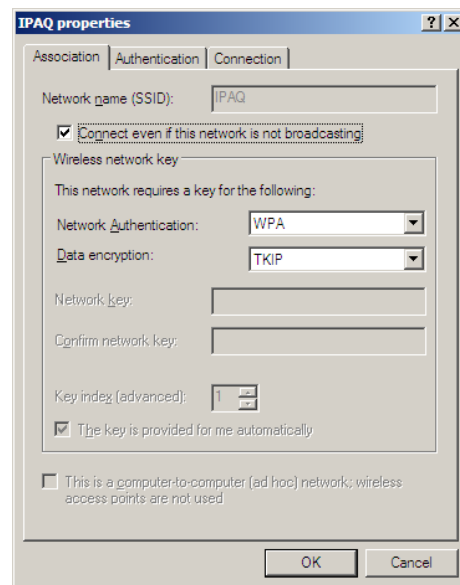 IPAQ properties
Association Authentication Connection
Network name (SSID): IPAQ
Connect even if this network is not broadcasting
Wireless network key
This network requires a key for the following:
Network Authentication: WPA
Data encryption: TKIP
Network key:
Confirm network key:
Key index (advanced): 1
The key is provided for me automatically
This is a computer-to-computer (ad hoc) network; wireless
access points are not used
OK Cancel